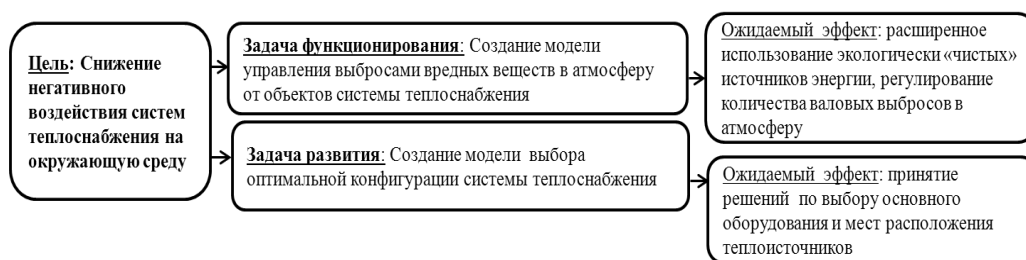 Цель: Снижение
негативного
воздействия систем
теплоснабжения на
окружающую среду
Задача функционирования: Создание модели
управления выбросами вредных веществ в атмосферу
от объектов системы теплоснабжения
Ожидаемый эффект: расширенное
использование экологически «чистых»
источников энергии, регулирование
количества валовых выбросов в
атмосферу
Задача развития: Создание модели выбора
оптимальной конфигурации системы теплоснабжения
Ожидаемый эффект: принятие
решений по выбору основного
оборудования и мест расположения
теплоисточников